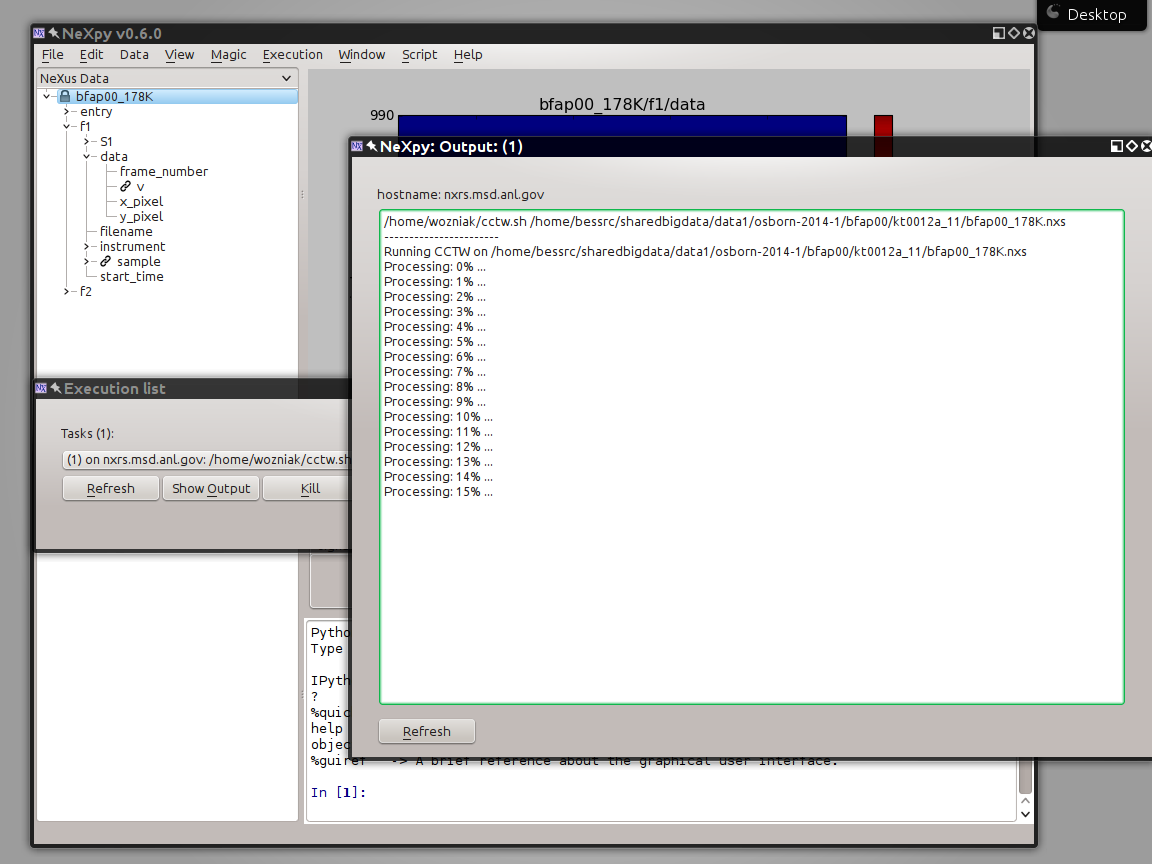 Desktop
NeXpy v0.6.0
File Edit Data View Magic Execution Window Script Help
NeXus Data
bfap00_178K
entry
f1
S1
data
frame_number
v
x_pixel
y_pixel
filename
instrument
sample
start_time
f2
bfap00_178K/f1/data
990
NeXpy: Output: (1)
hostname: nxrs.msd.anl.gov
/home/wozniak/cctw.sh /home/bessrc/sharedbigdata/data1/osborn-2014-1/bfap00/kt0012a_11/bfap00_178K.nxs
----------------------
Running CCTW on /home/bessrc/sharedbigdata/data1/osborn-2014-1/bfap00/kt0012a_11/bfap00_178K.nxs
Processing: 0% ...
Processing: 1% ...
Processing: 2% ...
Processing: 3% ...
Processing: 4% ...
Processing: 5% ...
Processing: 6% ...
Processing: 7% ...
Processing: 8% ...
Processing: 9% ...
Processing: 10% ...
Processing: 11% ...
Processing: 12% ...
Processing: 13% ...
Processing: 14% ...
Processing: 15% ...
Refresh
Execution list
Tasks (1):
(1) on nxrs.msd.anl.gov: /home/wozniak/cctw.sh
Refresh Show Output Kill
Pytho
Type
IPyth
?
%quic
help
objec
%guiref -> A brief reference about the graphical user interface.
In [1]: